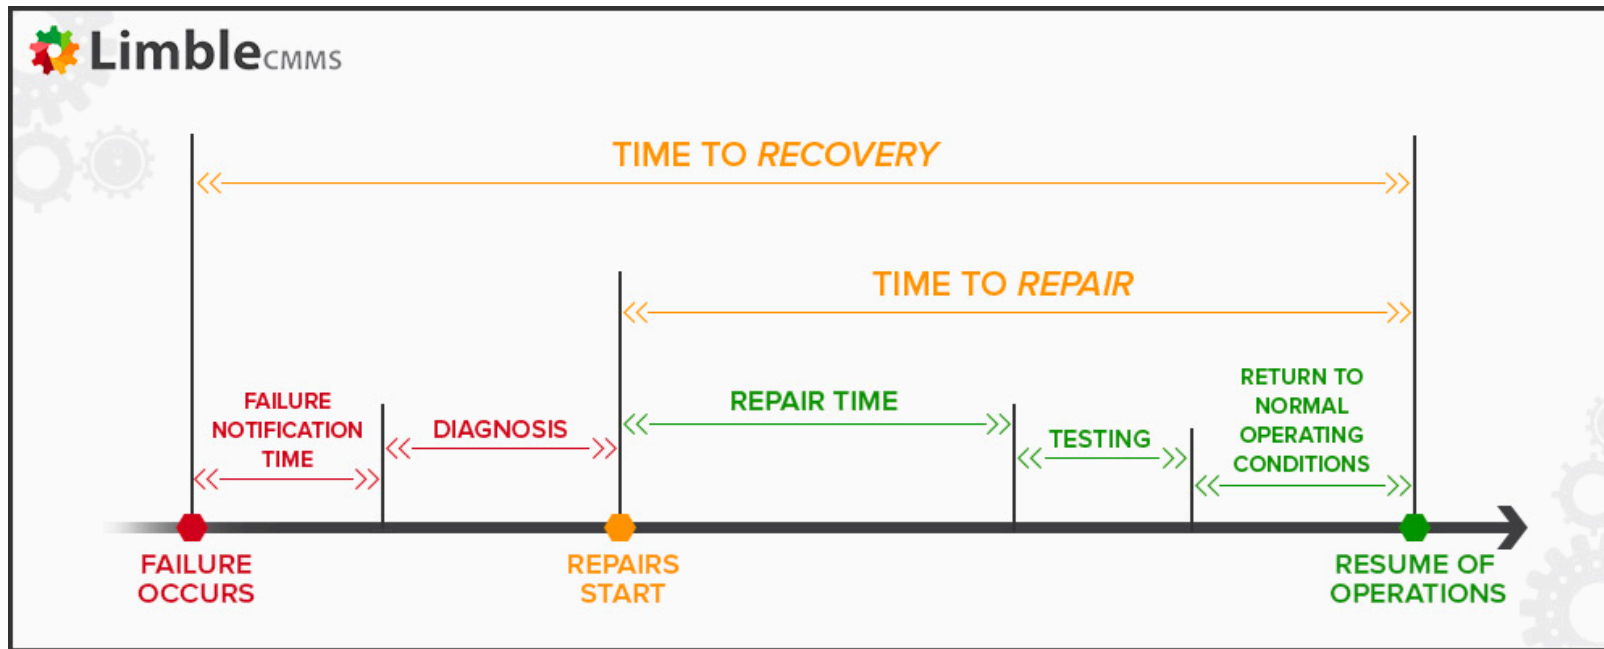 Limble CMMS
TIME TO RECOVERY
TIME TO REPAIR
FAILURE
NOTIFICATION
TIME
DIAGNOSIS
REPAIR TIME
TESTING
RETURN TO
NORMAL
OPERATING
CONDITIONS
FAILURE
OCCURS
REPAIRS
START
RESUME OF
OPERATIONS